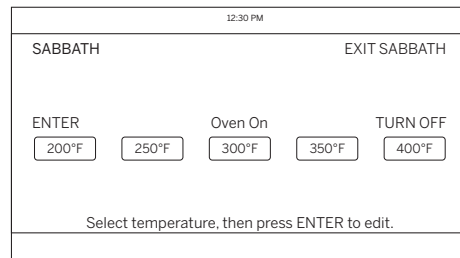 12:30 PM
SABBATH EXIT SABBATH
ENTER Oven On TURN OFF
200°F 250°F 300°F 350°F 400°F
Select temperature, then press ENTER to edit.